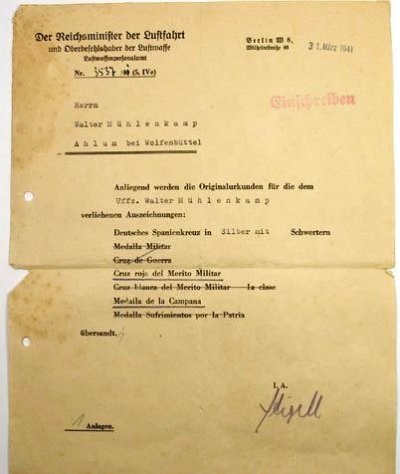 Der Reichsminister der Luftfahrt
und Oberbefehlshaber der Luftwaffe
Luftwaffenpersonalamt
Nr. 3537 (5, IVe)
Berlin W 8,
Wilhelmstraße
31. März 1941
Einschreiben
Herrn
Walter Mühlenkamp
Ahlum bei Wolfenbüttel
Anliegend werden die Originalurkunden für die dem
Uffz. Walter Mühlenkamp
verliehenen Auszeichnungen:
Deutsches Spanienkreuz in Silber mit Schwertern
Medalla Militar
Cruz de Guerra
Cruz roja del Merito Militar
Cruz blanca del Merito Militar — la clase
Medalla de la Campana
Medalla Sufrimientos por la Patria
übersandt.
I. A.
1 Anlagen.